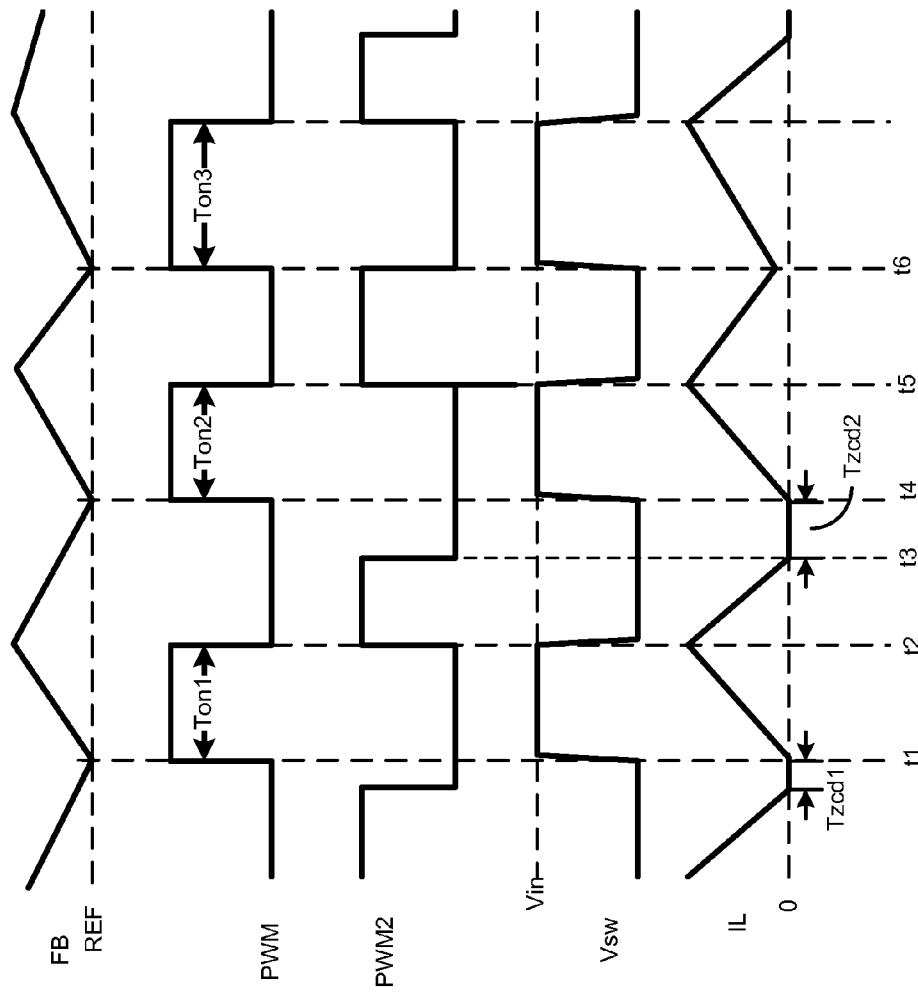 FB
REF
PWM
Ton1
Ton2
Ton3
PWM2
Vin
Vsw
IL
0
Tzcd1
Tzcd2
t1
t2
t3
t4
t5
t6